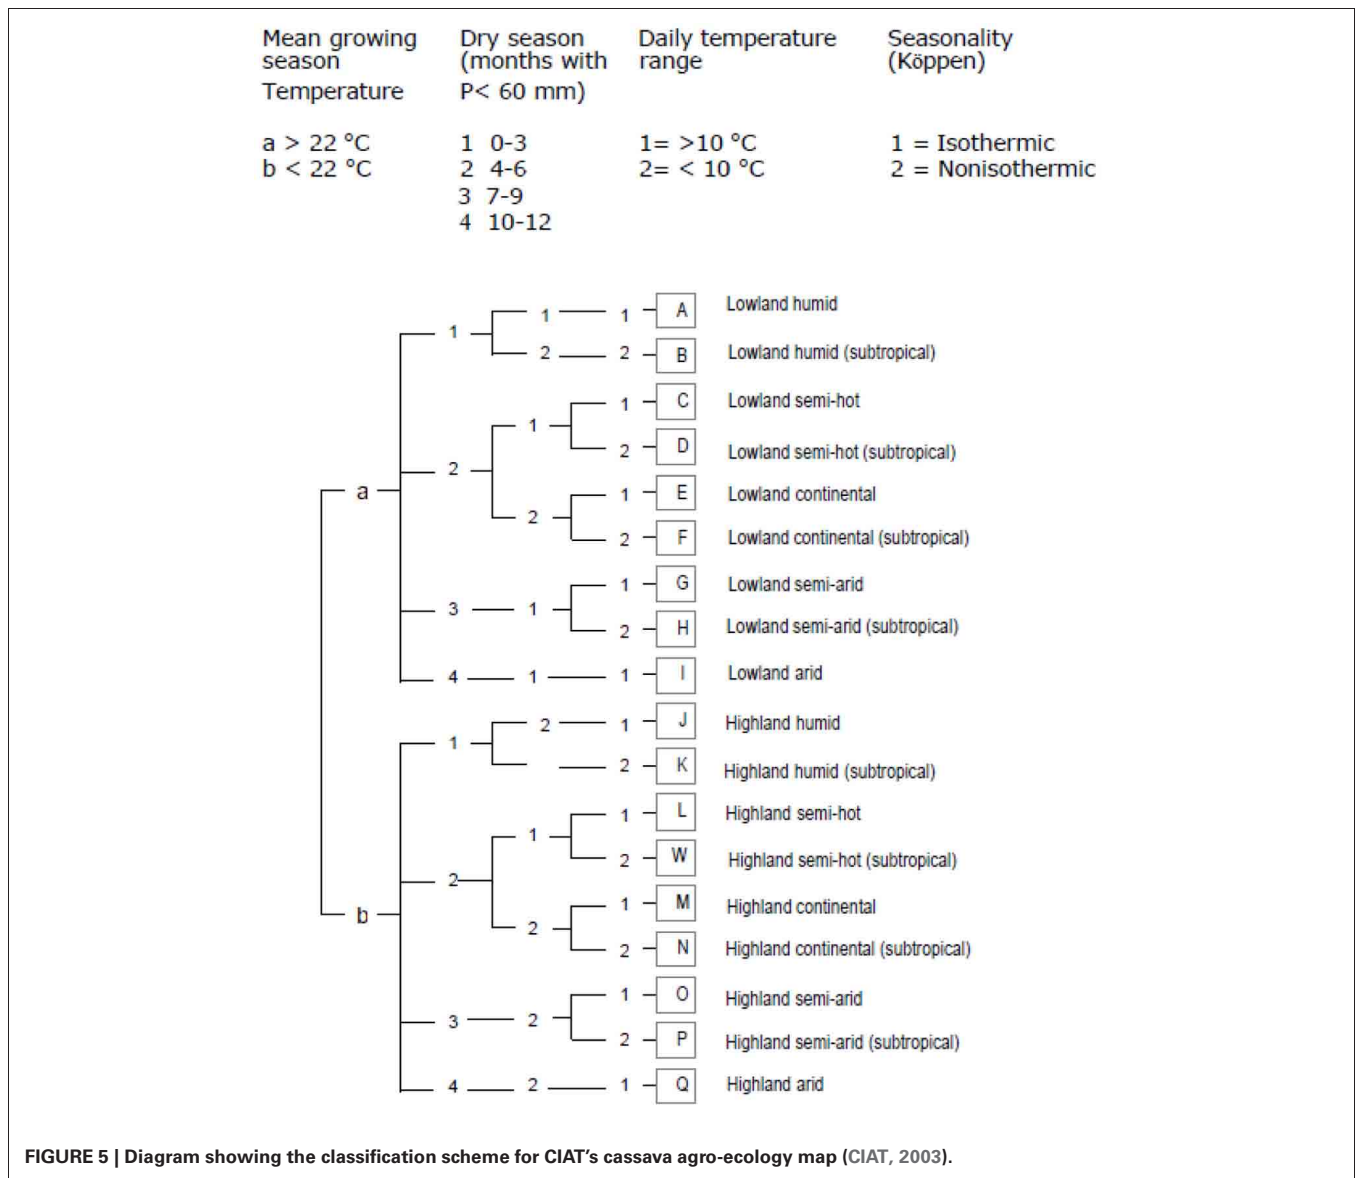 Mean growing season Temperature
Dry season (months with P< 60 mm)
Daily temperature range
Seasonality (Köppen)
a > 22 °C
b < 22 °C
1 0-3
2 4-6
3 7-9
4 10-12
1= >10 °C
2= < 10 °C
1 = Isothermic
2 = Nonisothermic
a
1
1 1 A Lowland humid
2 2 B Lowland humid (subtropical)
2
1
1 C Lowland semi-hot
2 D Lowland semi-hot (subtropical)
2
1 E Lowland continental
2 F Lowland continental (subtropical)
3 1
1 G Lowland semi-arid
2 H Lowland semi-arid (subtropical)
4 1 1 I Lowland arid
b
1
2 1 J Highland humid
2 K Highland humid (subtropical)
2
1
1 L Highland semi-hot
2 W Highland semi-hot (subtropical)
2
1 M Highland continental
2 N Highland continental (subtropical)
3 2
1 O Highland semi-arid
2 P Highland semi-arid (subtropical)
4 2 1 Q Highland arid
FIGURE 5 | Diagram showing the classification scheme for CIAT's cassava agro-ecology map (CIAT, 2003).